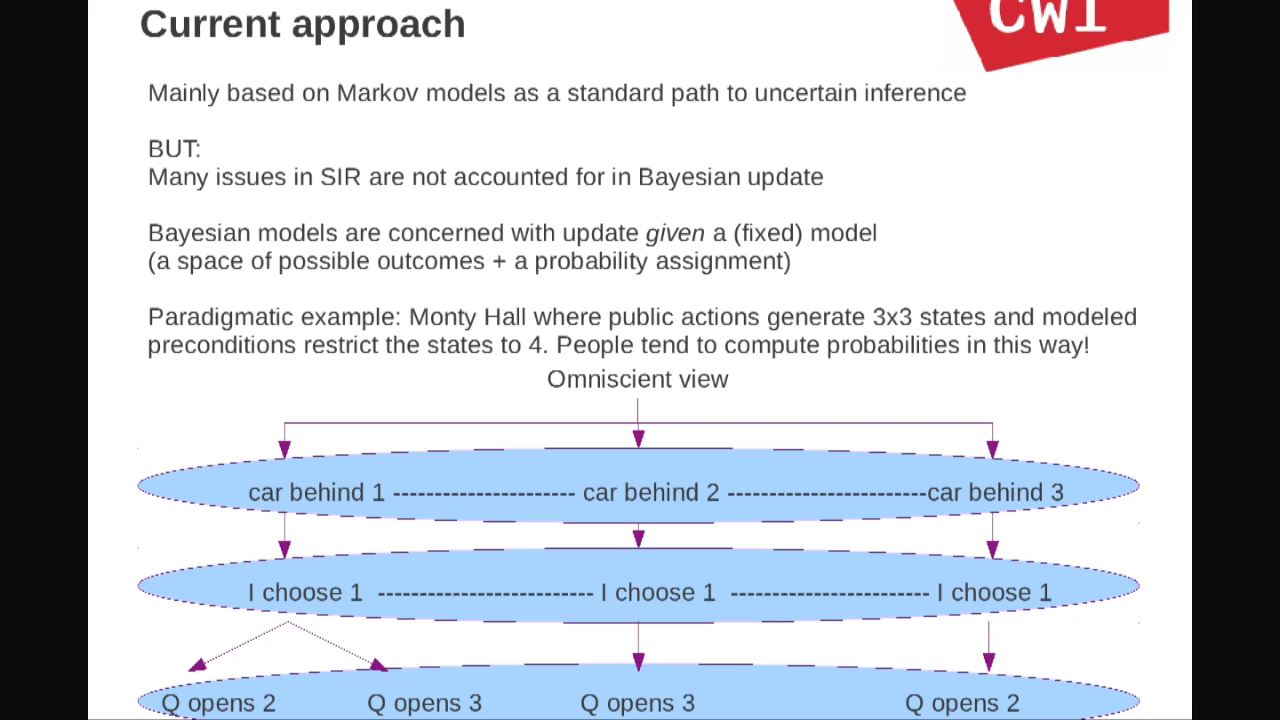 Current approach
CWI
Mainly based on Markov models as a standard path to uncertain inference
BUT:
Many issues in SIR are not accounted for in Bayesian update
Bayesian models are concerned with update given a (fixed) model
(a space of possible outcomes + a probability assignment)
Paradigmatic example: Monty Hall where public actions generate 3x3 states and modeled
preconditions restrict the states to 4. People tend to compute probabilities in this way!
Omniscient view
car behind 1 ---------------------- car behind 2 ------------------------car behind 3
I choose 1 -------------------------- I choose 1 ------------------------ I choose 1
Q opens 2 Q opens 3 Q opens 3 Q opens 2